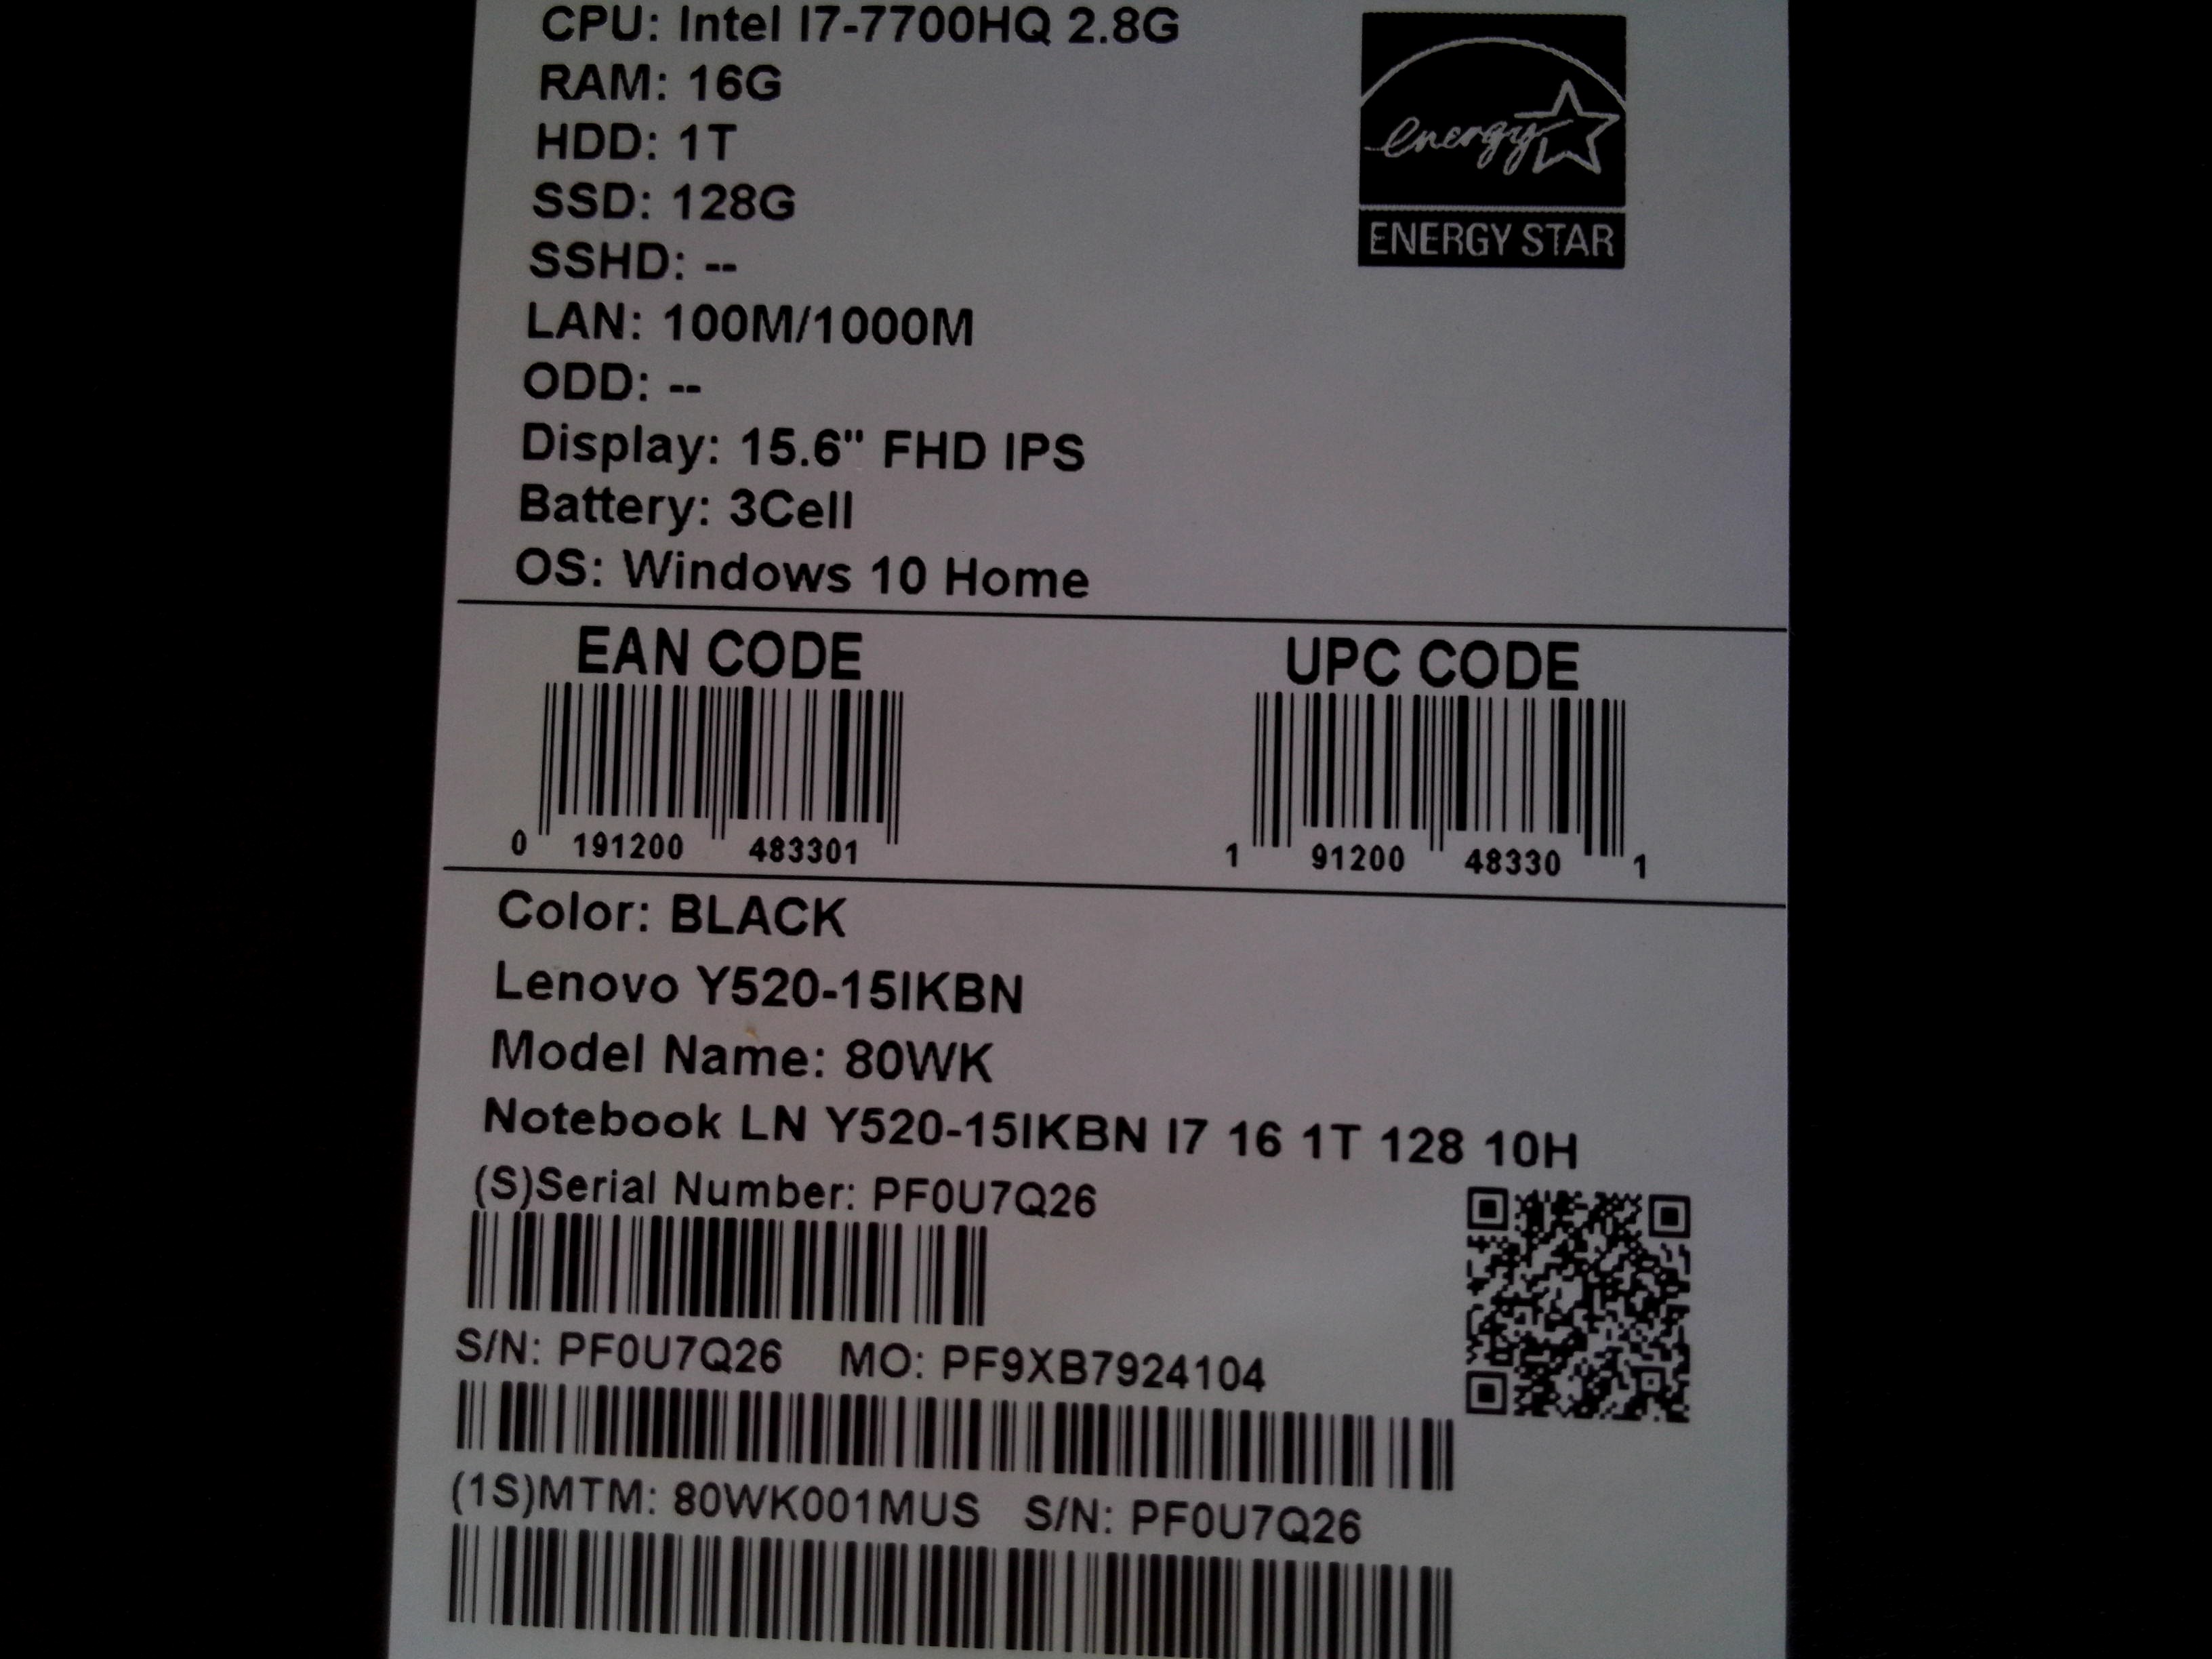 CPU: Intel I7-7700HQ 2.8G
RAM: 16G
HDD: 1T
SSD: 128G
SSHD: --
LAN: 100M/1000M
ODD: --
Display: 15.6" FHD IPS
Battery: 3Cell
OS: Windows 10 Home
energy
ENERGY STAR
EAN CODE
0 191200 483301
UPC CODE
1 91200 48330 1
Color: BLACK
Lenovo Y520-15IKBN
Model Name: 80WK
Notebook LN Y520-15IKBN I7 16 1T 128 10H
(S)Serial Number: PF0U7Q26
S/N: PF0U7Q26 MO: PF9XB7924104
(1S)MTM: 80WK001MUS S/N: PF0U7Q26